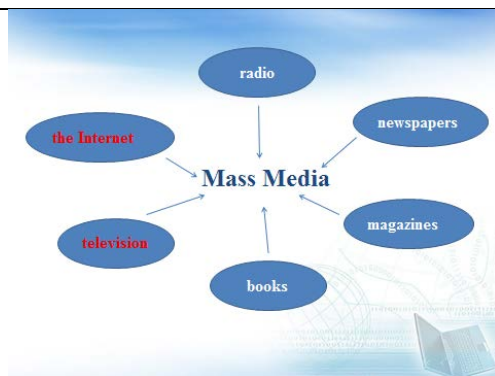 radio
the Internet
newspapers
Mass Media
television
magazines
books